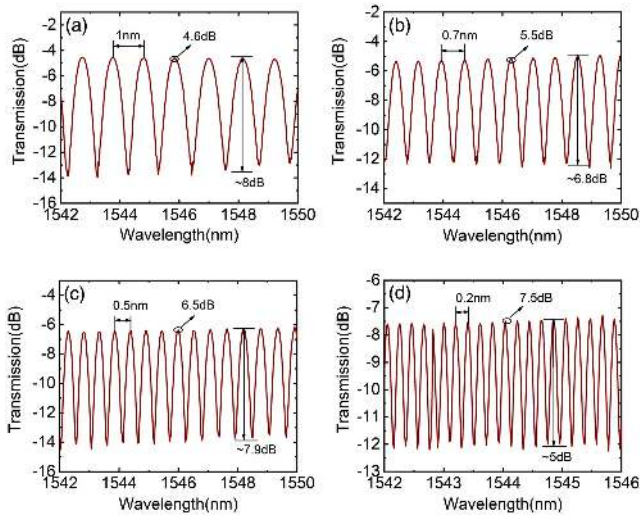 (a)
1nm
4.6dB
~8dB
-2
-4
-6
-8
-10
-12
-14
-16
Transmission(dB)
1542 1544 1546 1548 1550
Wavelength(nm)
(b)
0.7nm
5.5dB
~6.8dB
-2
-4
-6
-8
-10
-12
-14
Transmission(dB)
1542 1544 1546 1548 1550
Wavelength(nm)
(c)
0.5nm
6.5dB
~7.9dB
-2
-4
-6
-8
-10
-12
-14
-16
Transmission(dB)
1542 1544 1546 1548 1550
Wavelength(nm)
(d)
0.2nm
7.5dB
~5dB
-6
-7
-8
-9
-10
-11
-12
-13
Transmission(dB)
1542 1543 1544 1545 1546
Wavelength(nm)